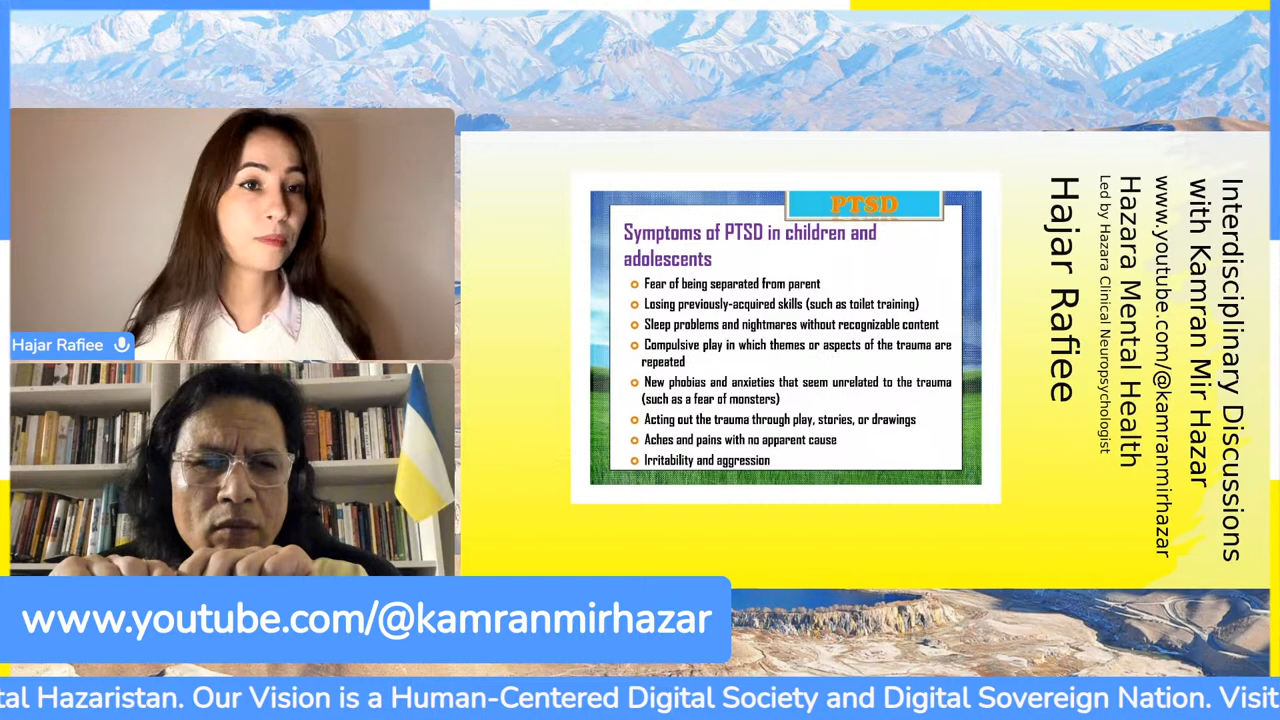 PTSD
Symptoms of PTSD in children and
adolescents
Fear of being separated from parent
Losing previously-acquired skills (such as toilet training)
Sleep problems and nightmares without recognizable content
Compulsive play in which themes or aspects of the trauma are
repeated
New phobias and anxieties that seem unrelated to the trauma
(such as a fear of monsters)
Acting out the trauma through play, stories, or drawings
Aches and pains with no apparent cause
Irritability and aggression
Interdisciplinary Discussions
with Kamran Mir Hazar
www.youtube.com/@kamranmirhazar
Hazara Mental Health
Led by Hazara Clinical Neuropsychologist
Hajar Rafiee
Hajar Rafiee
www.youtube.com/@kamranmirhazar
tal Hazaristan. Our Vision is a Human-Centered Digital Society and Digital Sovereign Nation. Visit